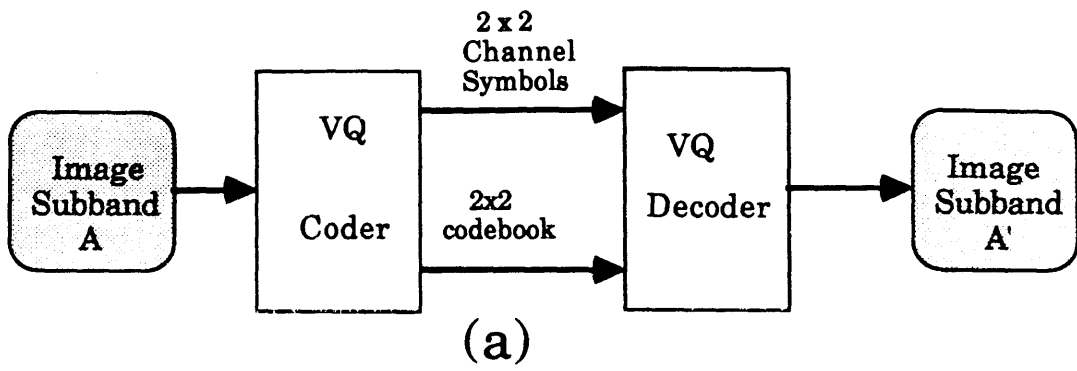 Image
Subband
A
VQ
Coder
2 x 2
Channel
Symbols
2x2
codebook
VQ
Decoder
Image
Subband
A'
(a)